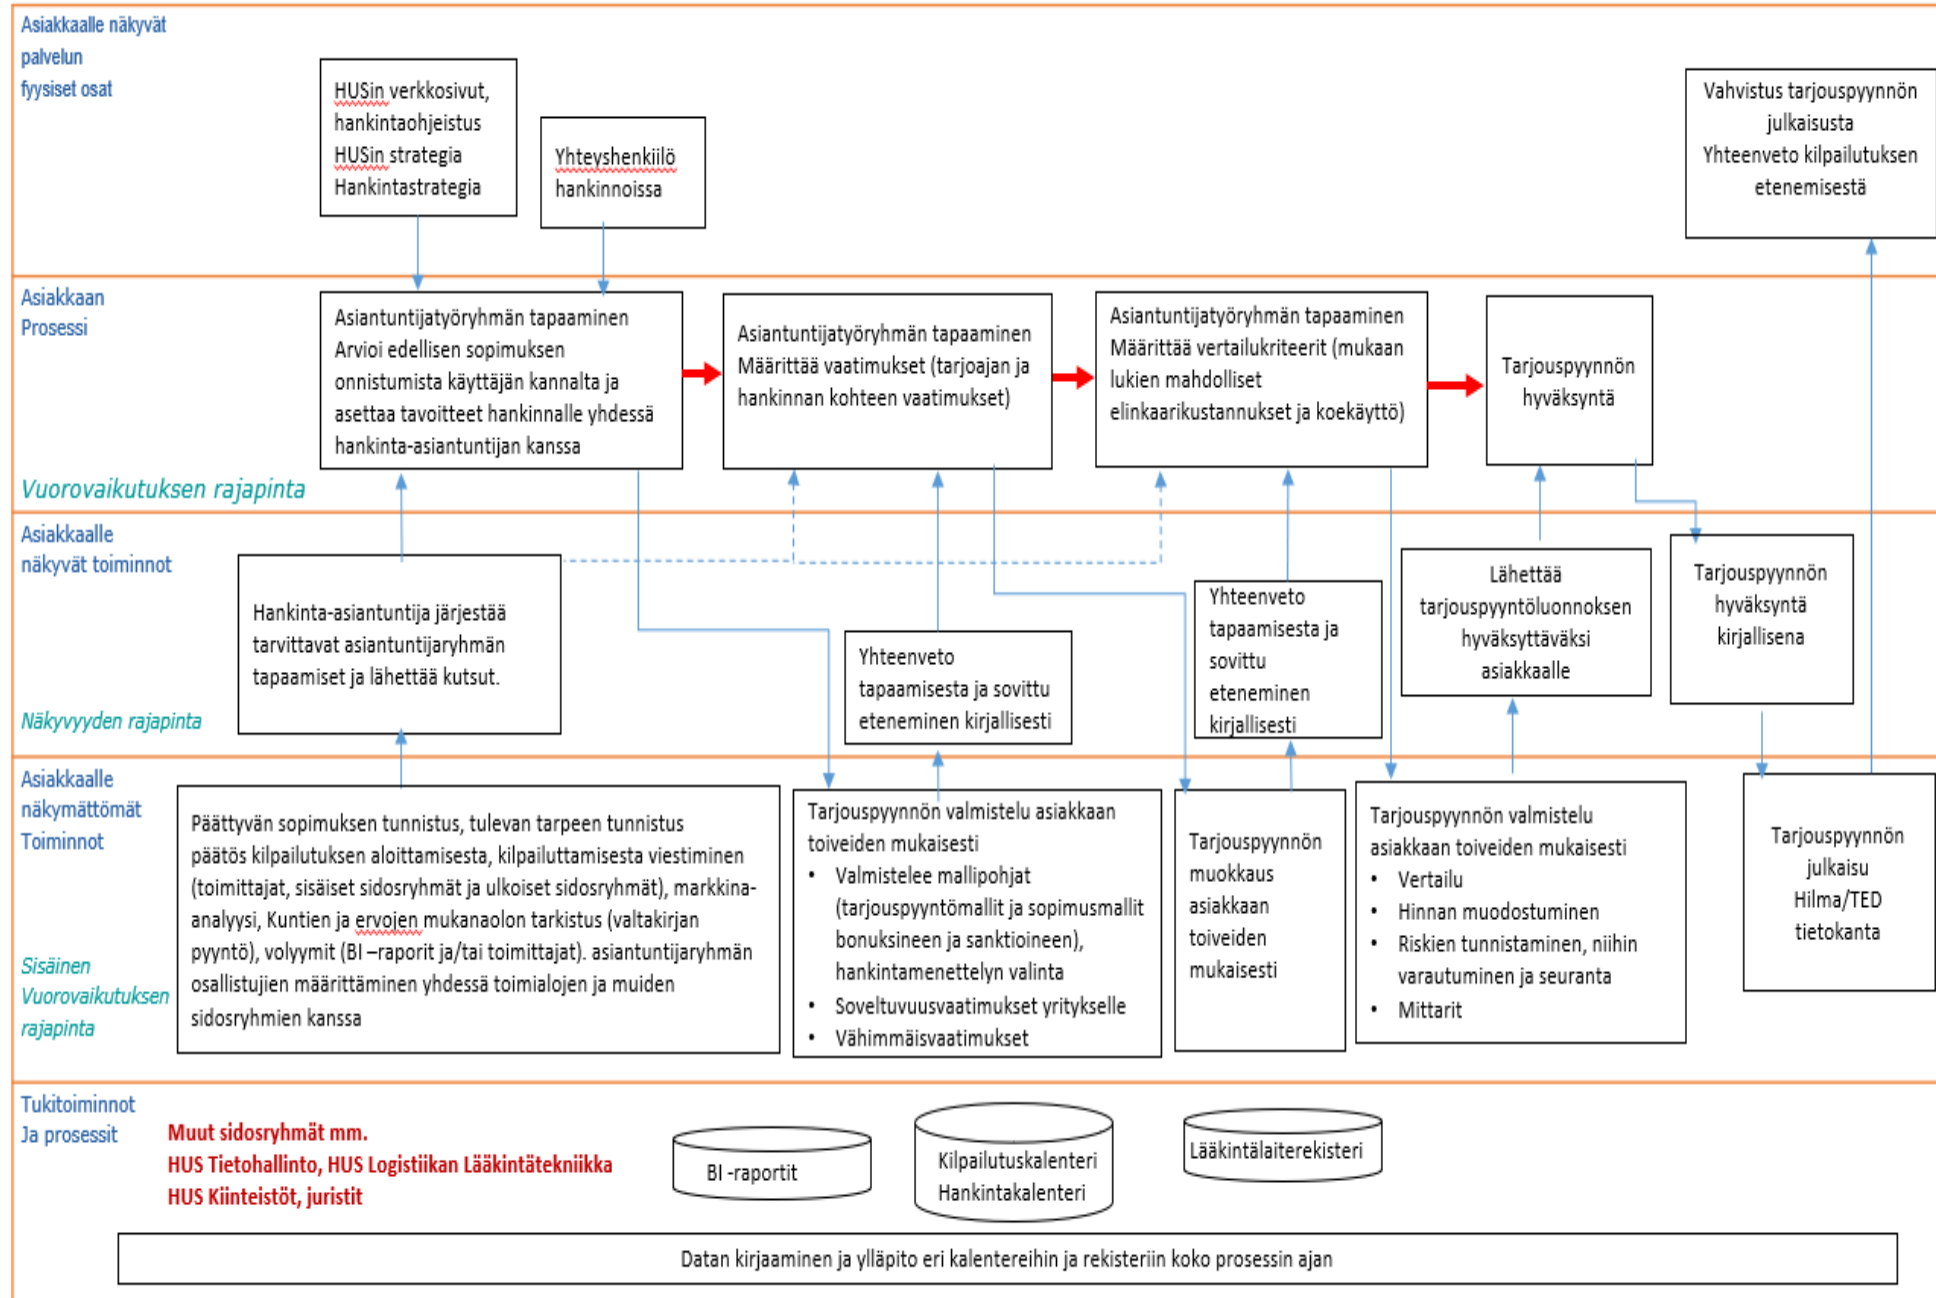 Asiakkaalle näkyvät
palvelun
fyysiset osat
HUSin verkkosivut,
hankintaohjeistus
HUSin strategia
Hankintastrategia
Yhteyshenkiilö
hankinnoissa
Vahvistus tarjouspyynnön
julkaisusta
Yhteenveto kilpailutuksen
etenemisestä
Asiakkaan
Prosessi
Asiantuntijatyöryhmän tapaaminen
Arvioi edellisen sopimuksen
onnistumista käyttäjän kannalta ja
asettaa tavoitteet hankinnalle yhdessä
hankinta-asiantuntijan kanssa
Asiantuntijatyöryhmän tapaaminen
Määrittää vaatimukset (tarjoajan ja
hankinnan kohteen vaatimukset)
Asiantuntijatyöryhmän tapaaminen
Määrittää vertailukriteerit (mukaan
lukien mahdolliset
elinkaarikustannukset ja koekäyttö)
Tarjouspyynnön
hyväksyntä
Vuorovaikutuksen rajapinta
Asiakkaalle
näkyvät toiminnot
Hankinta-asiantuntija järjestää
tarvittavat asiantuntijaryhmän
tapaamiset ja lähettää kutsut.
Yhteenveto
tapaamisesta ja sovittu
eteneminen kirjallisesti
Yhteenveto
tapaamisesta ja
sovittu
eteneminen
kirjallisesti
Lähettää
tarjouspyyntöluonnoksen
hyväksyttäväksi
asiakkaalle
Tarjouspyynnön
hyväksyntä
kirjallisena
Näkyvyyden rajapinta
Asiakkaalle
näkymättömät
Toiminnot
Päättyvän sopimuksen tunnistus, tulevan tarpeen tunnistus
päätös kilpailutuksen aloittamisesta, kilpailuttamisesta viestiminen
(toimittajat, sisäiset sidosryhmät ja ulkoiset sidosryhmät), markkina-
analyysi, Kuntien ja ervojen mukanaolon tarkistus (valtakirjan
pyyntö), volyymit (BI –raporit ja/tai toimittajat). asiantuntijaryhmän
osallistujien määrittäminen yhdessä toimialojen ja muiden
sidosryhmien kanssa
Tarjouspyynnön valmistelu asiakkaan
toiveiden mukaisesti
• Valmistelee mallipohjat
(tarjouspyyntömallit ja sopimusmallit
bonuksineen ja sanktioineen),
hankintamenettelyn valinta
• Soveltuvuusvaatimukset yritykselle
• Vähimmäisvaatimukset
Tarjouspyynnön
muokkaus
asiakkaan
toiveiden
mukaisesti
Tarjouspyynnön valmistelu
asiakkaan toiveiden mukaisesti
• Vertailu
• Hinnan muodostuminen
• Riskien tunnistaminen, niihin
varautuminen ja seuranta
• Mittarit
Tarjouspyynnön
julkaisu
Hilma/TED
tietokanta
Sisäinen
Vuorovaikutuksen
rajapinta
Tukitoiminnot
Ja prosessit
Muut sidosryhmät mm.
HUS Tietohallinto, HUS Logistiikan Lääkintätekniikka
HUS Kiinteistöt, juristit
BI -raportit
Kilpailutuskalenteri
Hankintakalenteri
Lääkintälaiterekisteri
Datan kirjaaminen ja ylläpito eri kalentereihin ja rekisteriin koko prosessin ajan